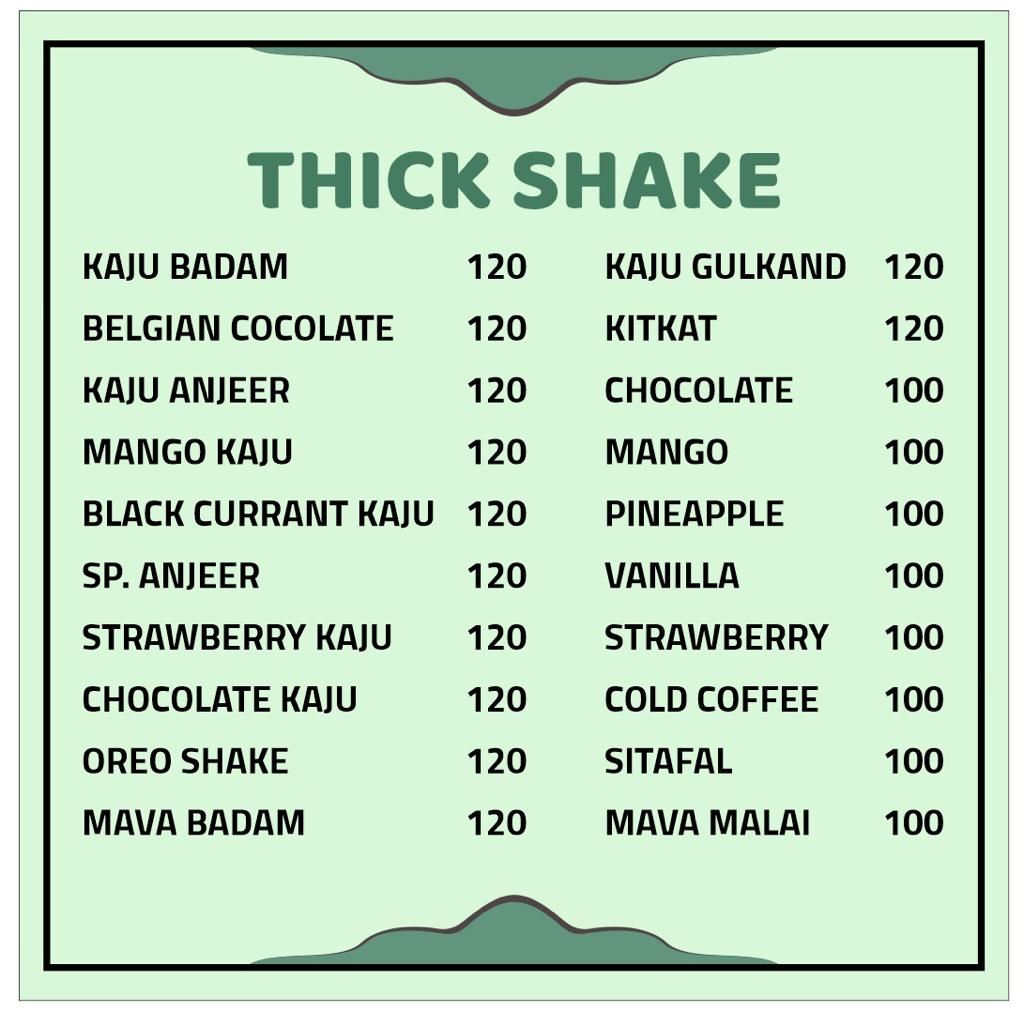 THICK SHAKE
KAJU BADAM 120
BELGIAN COCOLATE 120
KAJU ANJEER 120
MANGO KAJU 120
BLACK CURRANT KAJU 120
SP. ANJEER 120
STRAWBERRY KAJU 120
CHOCOLATE KAJU 120
OREO SHAKE 120
MAVA BADAM 120
KAJU GULKAND 120
KITKAT 120
CHOCOLATE 100
MANGO 100
PINEAPPLE 100
VANILLA 100
STRAWBERRY 100
COLD COFFEE 100
SITAFAL 100
MAVA MALAI 100